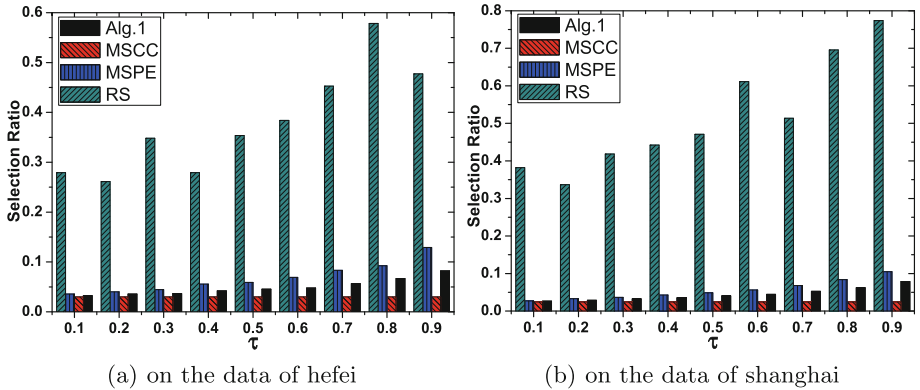 Selection Ratio
0.6
0.5
0.4
0.3
0.2
0.1
0.0
Alg.1
MSCC
MSPE
RS
0.1 0.2 0.3 0.4 0.5 0.6 0.7 0.8 0.9
τ
(a) on the data of hefei
Selection Ratio
0.8
0.7
0.6
0.5
0.4
0.3
0.2
0.1
0.0
Alg.1
MSCC
MSPE
RS
0.1 0.2 0.3 0.4 0.5 0.6 0.7 0.8 0.9
τ
(b) on the data of shanghai